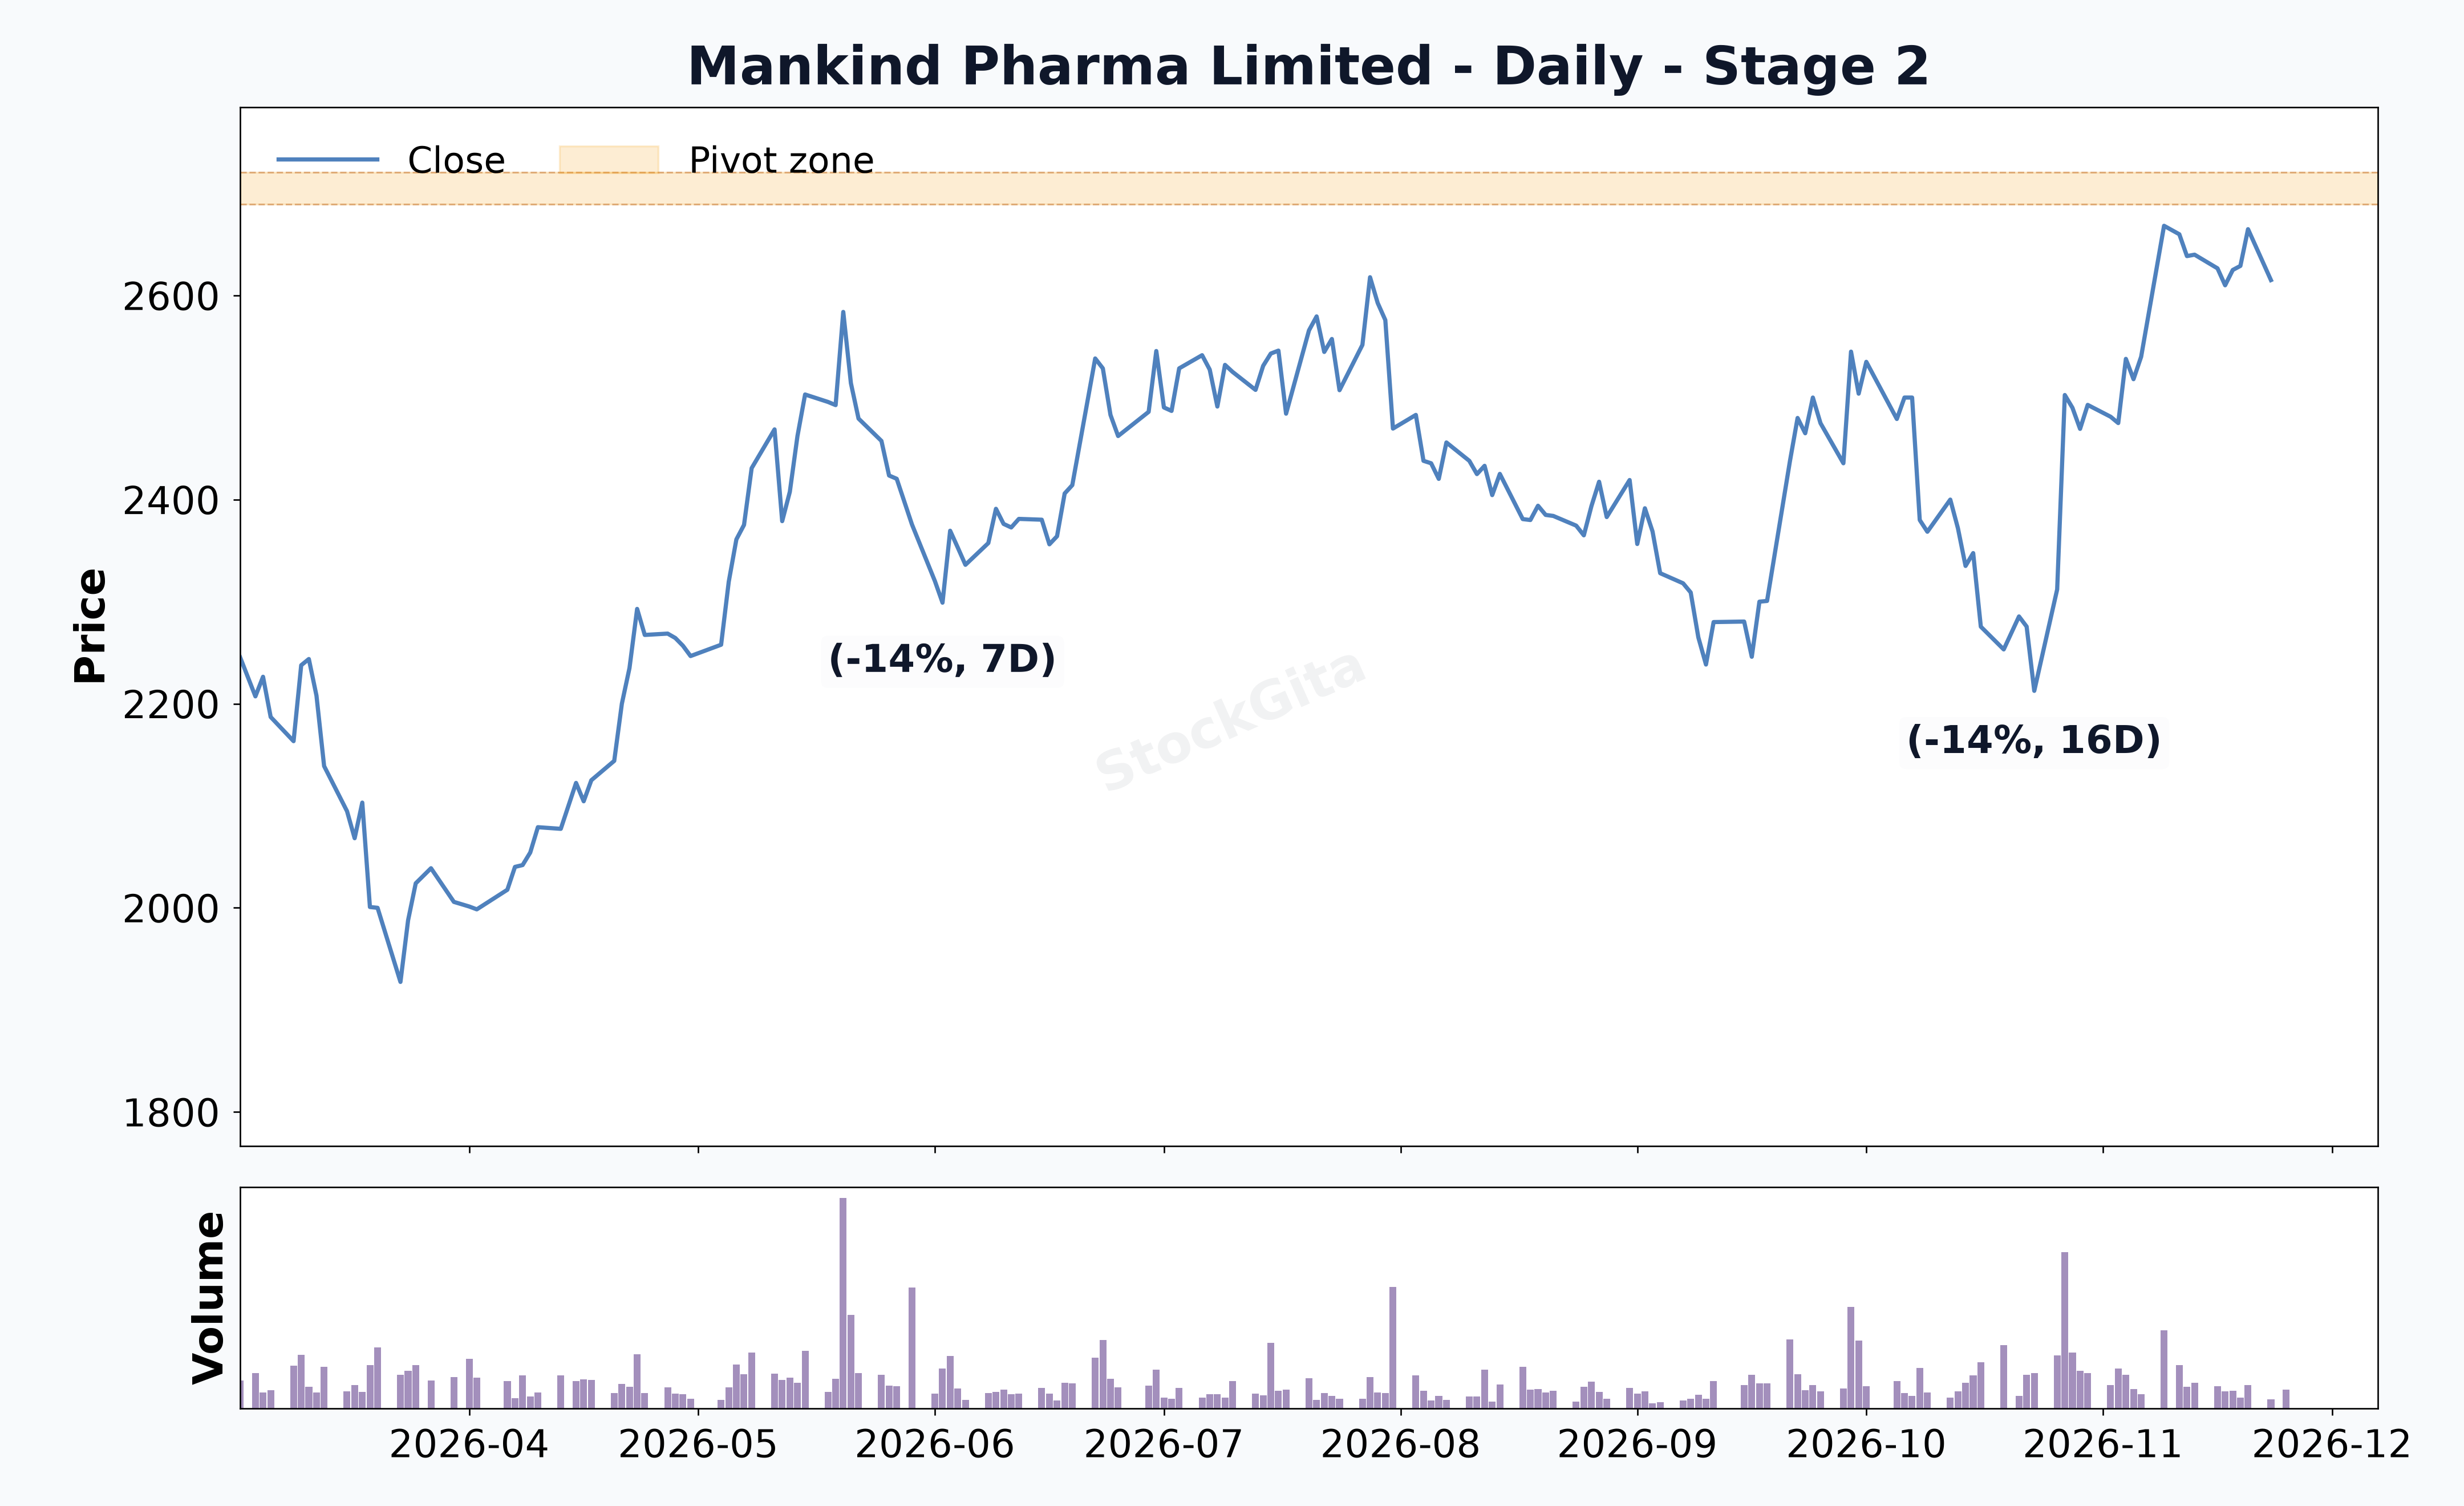 Mankind Pharma Limited - Daily - Stage 2
Close
Pivot zone
Price
2600
2400
2200
2000
1800
(-14%, 7D)
(-14%, 16D)
StockGita
Volume
2026-04
2026-05
2026-06
2026-07
2026-08
2026-09
2026-10
2026-11
2026-12